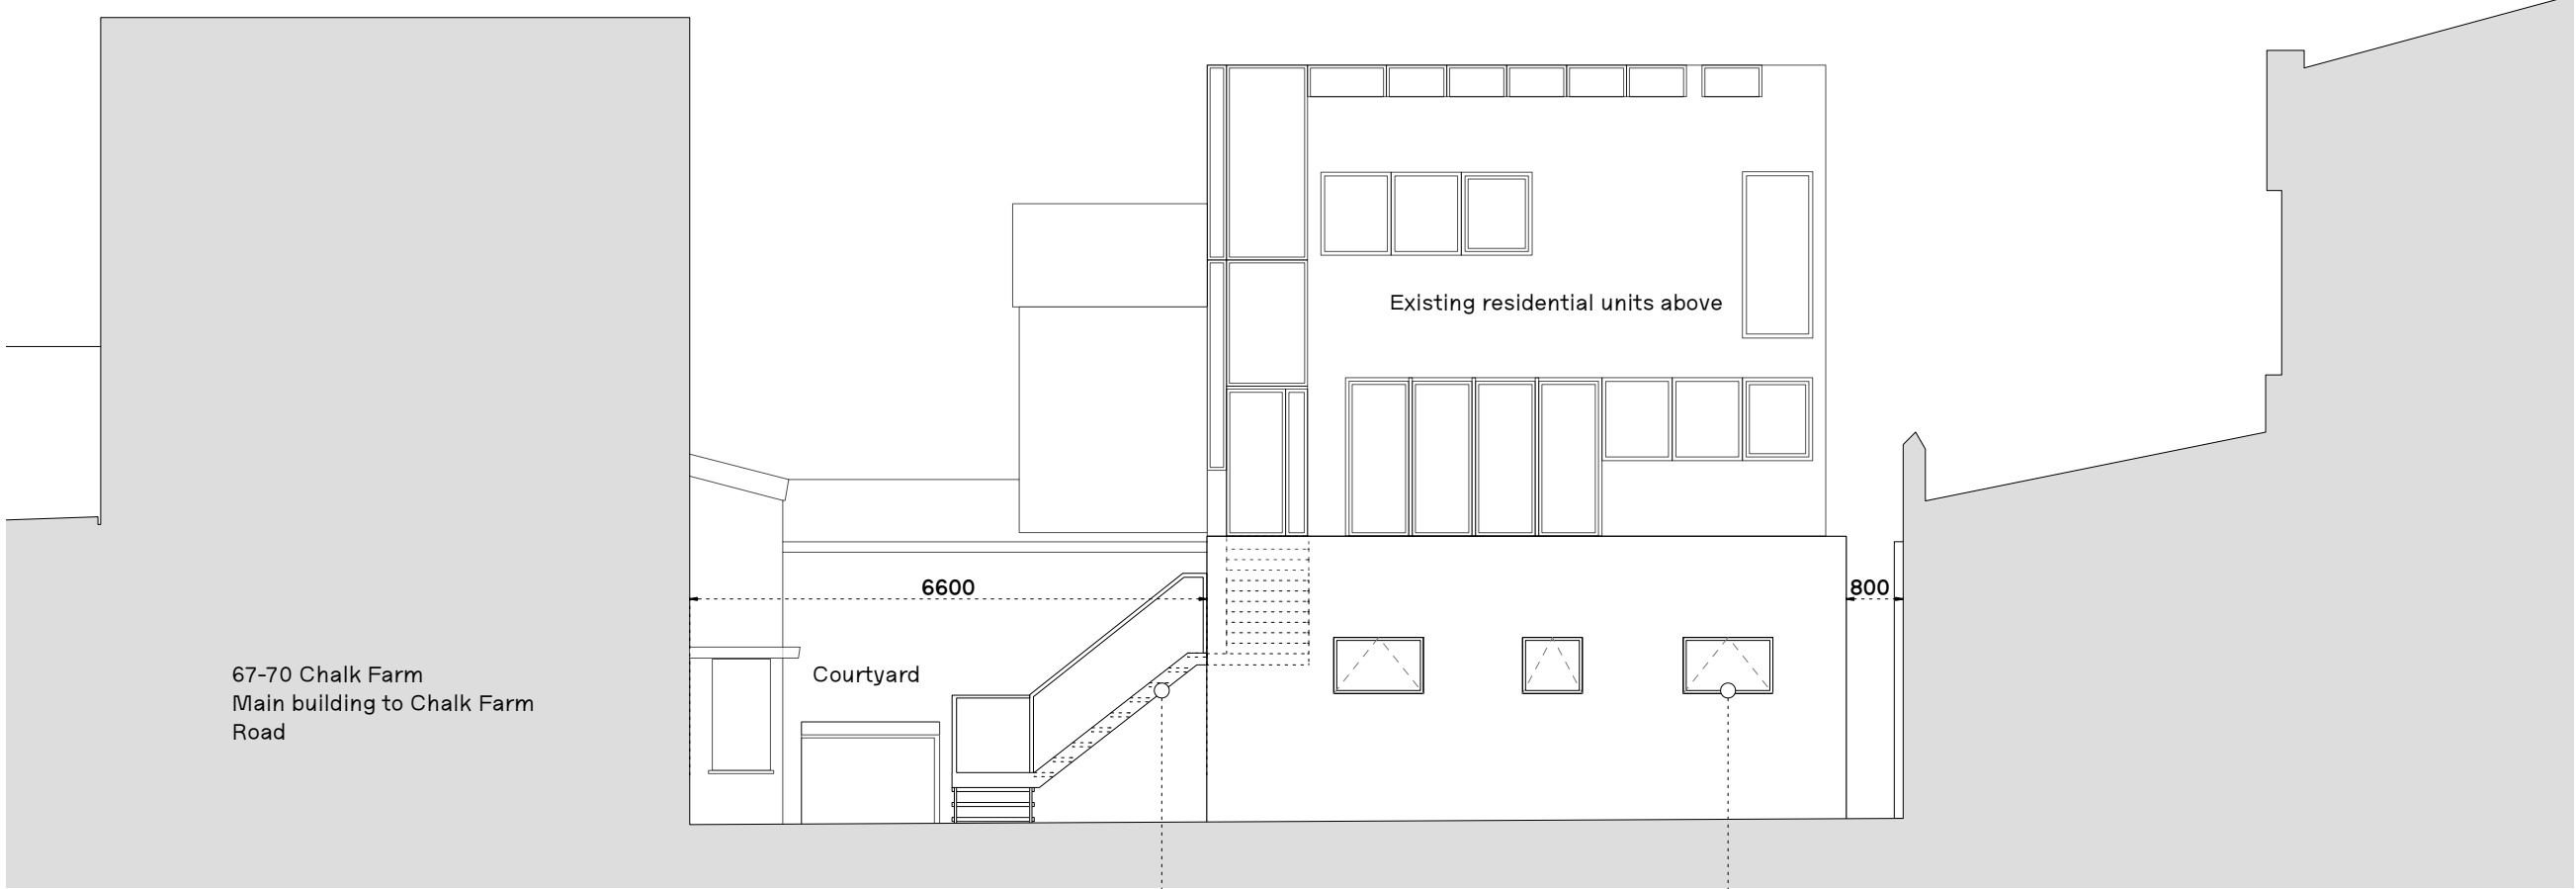 Existing residential units above
6600
800
67-70 Chalk Farm
Main building to Chalk Farm
Road
Courtyard